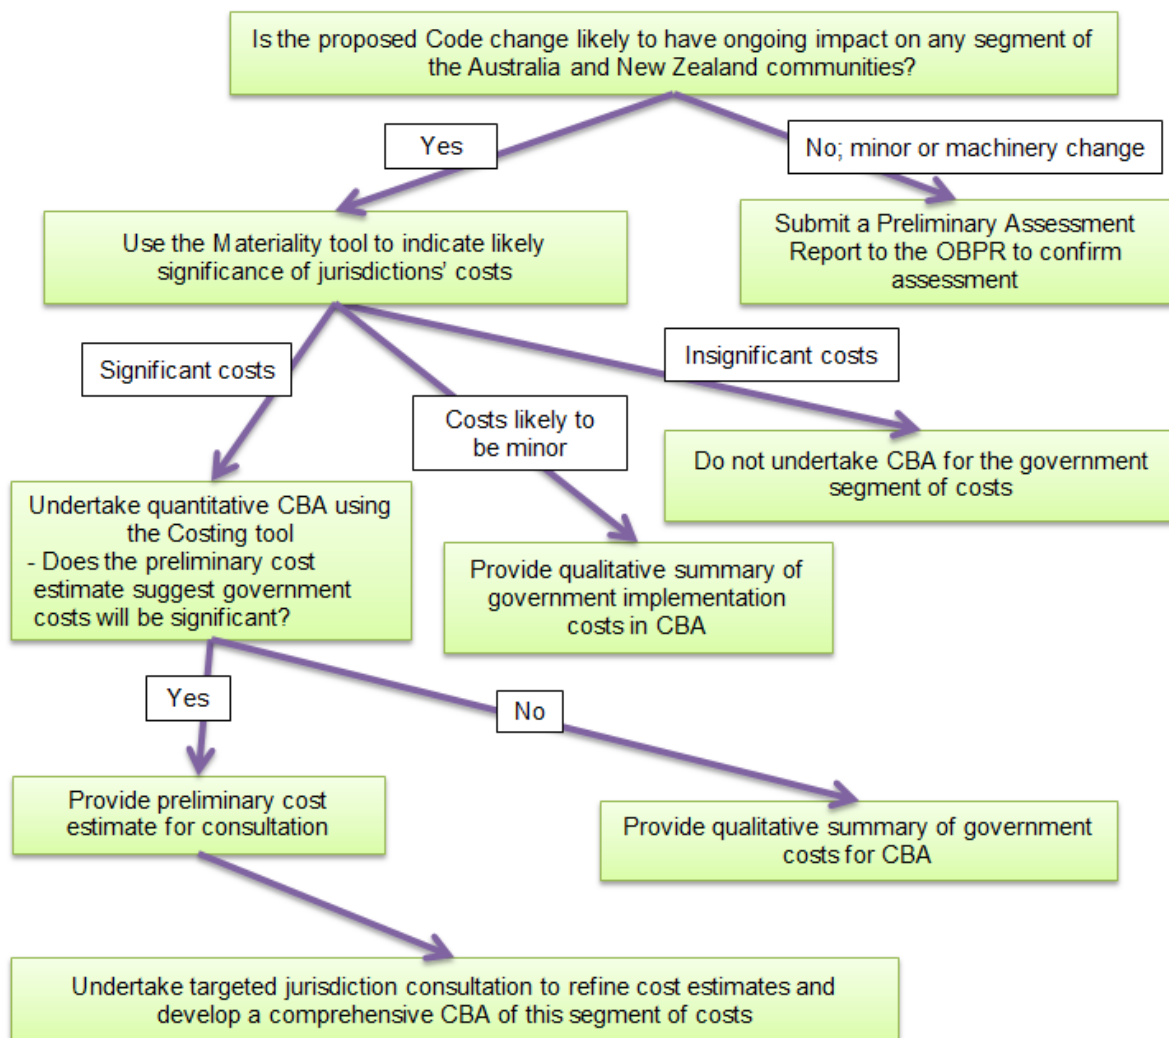 Is the proposed Code change likely to have ongoing impact on any segment of
the Australia and New Zealand communities?
Yes
No; minor or machinery change
Use the Materiality tool to indicate likely
significance of jurisdictions' costs
Submit a Preliminary Assessment
Report to the OBPR to confirm
assessment
Significant costs
Costs likely to
be minor
Insignificant costs
Do not undertake CBA for the government
segment of costs
Undertake quantitative CBA using
the Costing tool
- Does the preliminary cost
estimate suggest government
costs will be significant?
Provide qualitative summary of
government implementation
costs in CBA
Yes
No
Provide preliminary cost
estimate for consultation
Provide qualitative summary of government
costs for CBA
Undertake targeted jurisdiction consultation to refine cost estimates and
develop a comprehensive CBA of this segment of costs